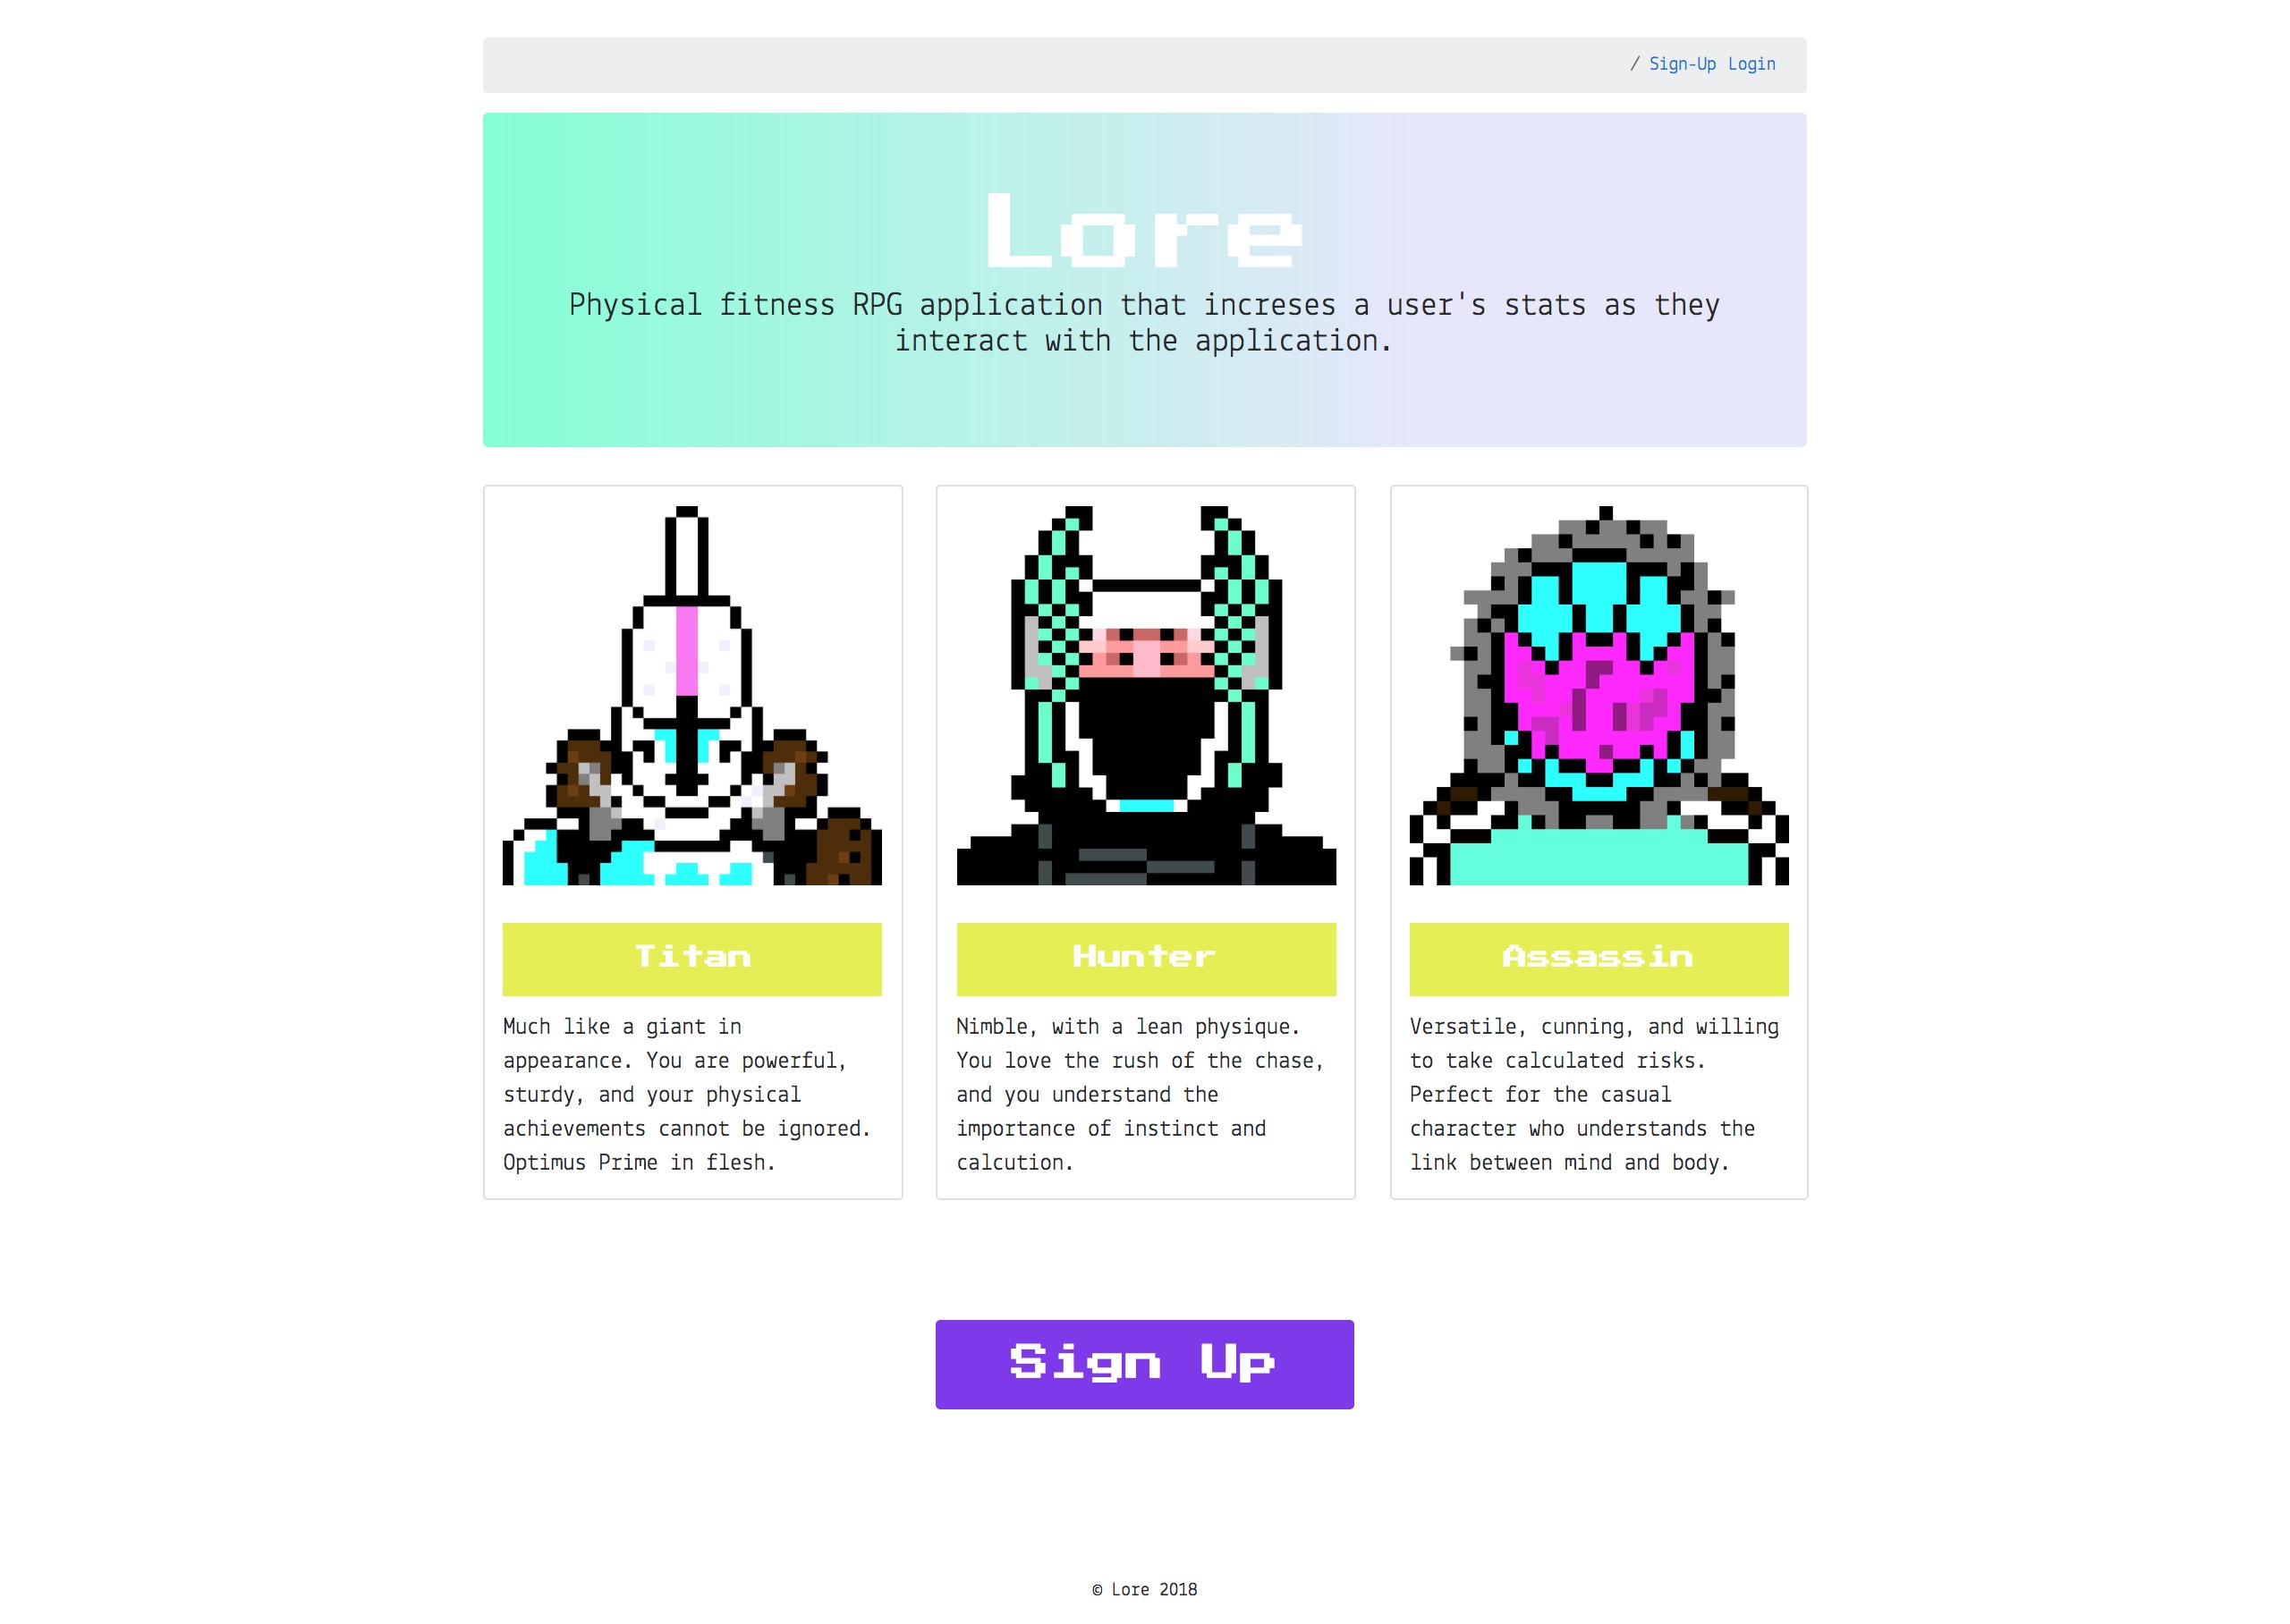 / Sign-Up Login
Lore
Physical fitness RPG application that increses a user's stats as they
interact with the application.
Titan
Much like a giant in
appearance. You are powerful,
sturdy, and your physical
achievements cannot be ignored.
Optimus Prime in flesh.
Hunter
Nimble, with a lean physique.
You love the rush of the chase,
and you understand the
importance of instinct and
calcution.
Assassin
Versatile, cunning, and willing
to take calculated risks.
Perfect for the casual
character who understands the
link between mind and body.
Sign Up
© Lore 2018